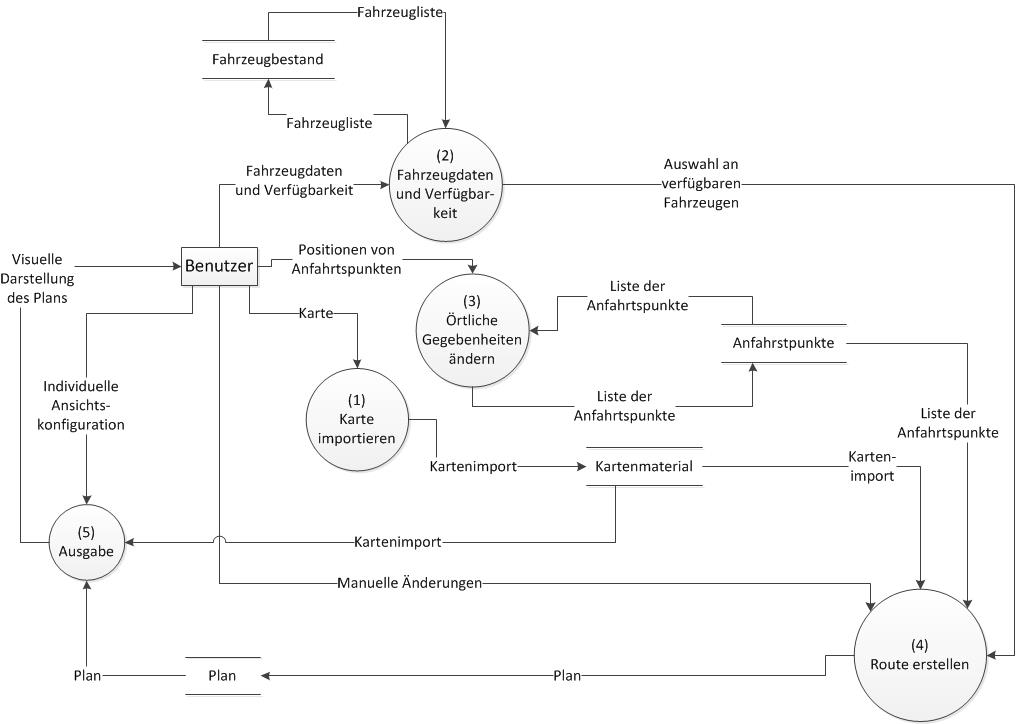 Fahrzeugliste
Fahrzeugbestand
Fahrzeugliste
(2)
Fahrzeugdaten
und Verfügbar-
keit
Fahrzeugdaten
und Verfügbarkeit
Auswahl an
verfügbaren
Fahrzeugen
Visuelle
Darstellung
des Plans
Benutzer
Positionen von
Anfahrtspunkten
(3)
Örtliche
Gegebenheiten
ändern
Liste der
Anfahrtspunkte
Anfahrstpunkte
Karte
Individuelle
Ansichts-
konfiguration
(1)
Karte
importieren
Liste der
Anfahrtspunkte
Liste der
Anfahrtspunkte
Kartenimport
Kartenmaterial
Karten-
import
(5)
Ausgabe
Kartenimport
Manuelle Änderungen
(4)
Route erstellen
Plan
Plan
Plan